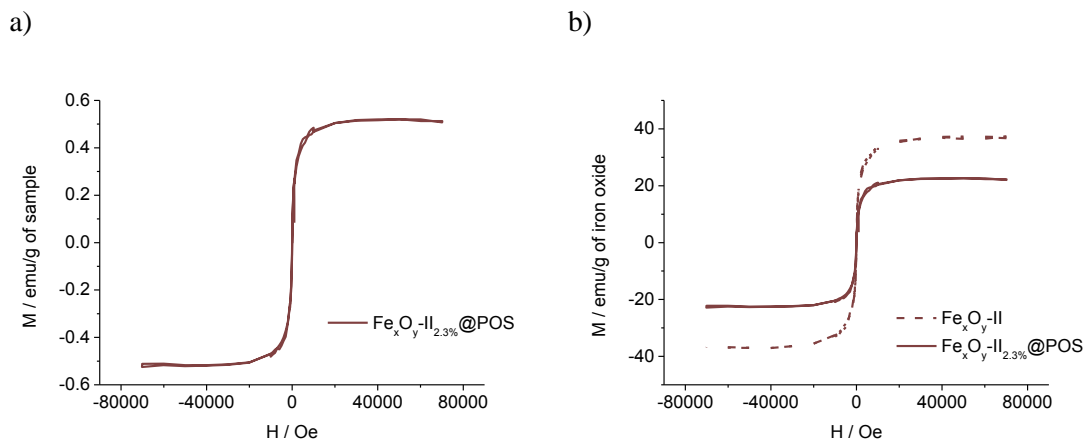 a)
b)
0.6
0.4
0.2
0.0
-0.2
-0.4
-0.6
-80000 -40000 0 40000 80000
M / emu/g of sample
H / Oe
FexOy-II2.3%@POS
40
20
0
-20
-40
-80000 -40000 0 40000 80000
M / emu/g of iron oxide
H / Oe
FexOy-II
FexOy-II2.3%@POS